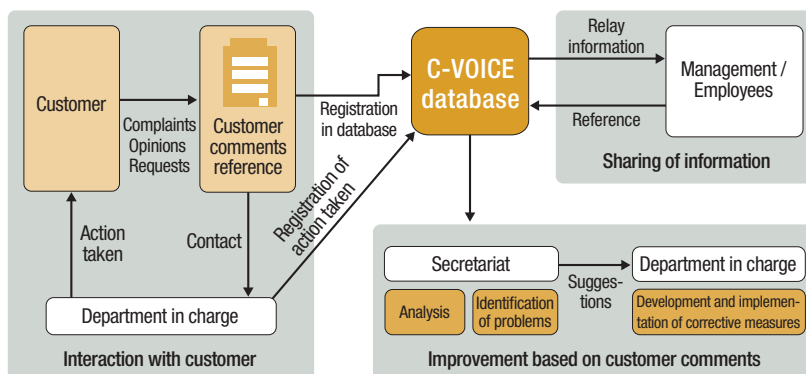 Customer
Complaints
Opinions
Requests
Customer
comments
reference
Registration
in database
C-VOICE
database
Relay
information
Management /
Employees
Reference
Sharing of information
Action
taken
Contact
Registration of
action taken
Department in charge
Interaction with customer
Secretariat
Analysis
Identification
of problems
Sugges-
tions
Department in charge
Development and implemen-
tation of corrective measures
Improvement based on customer comments